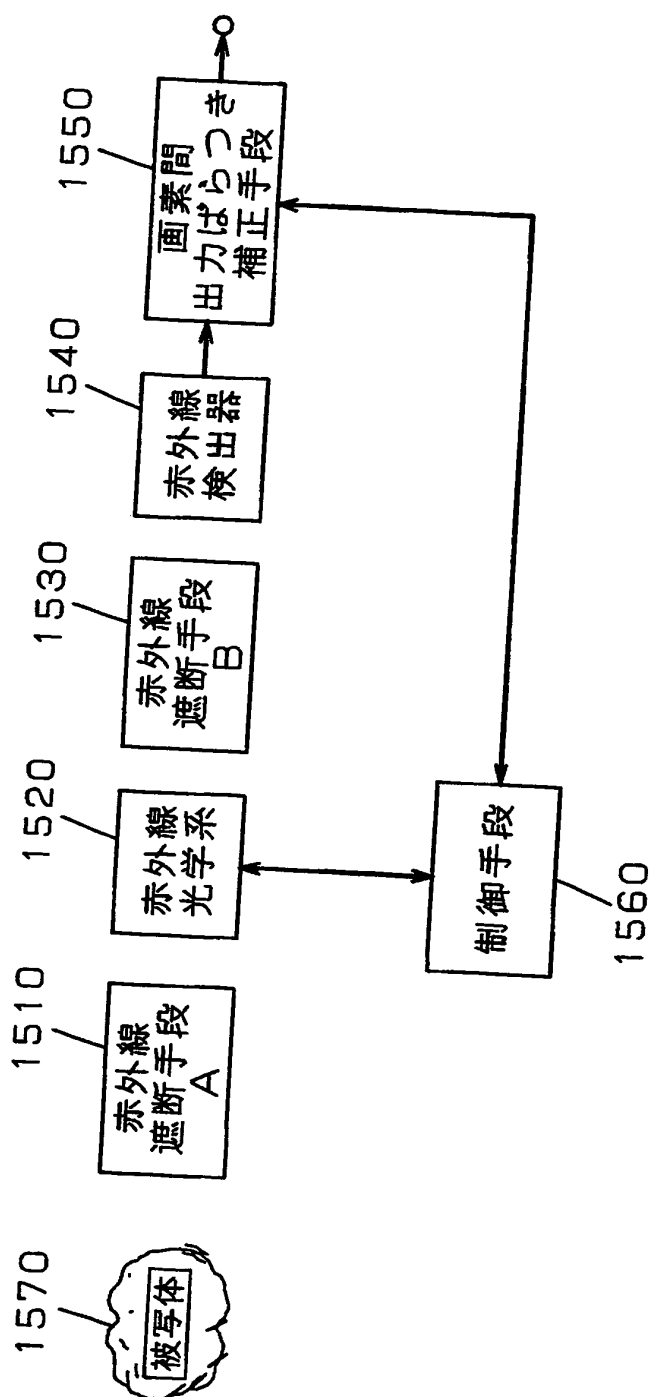 1570
被写体
1510
赤外線
遮断手段
A
1520
赤外線
光学系
1530
赤外線
遮断手段
B
1540
赤外線
検出器
1550
画素間
出力ばらつき
補正手段
制御手段
1560